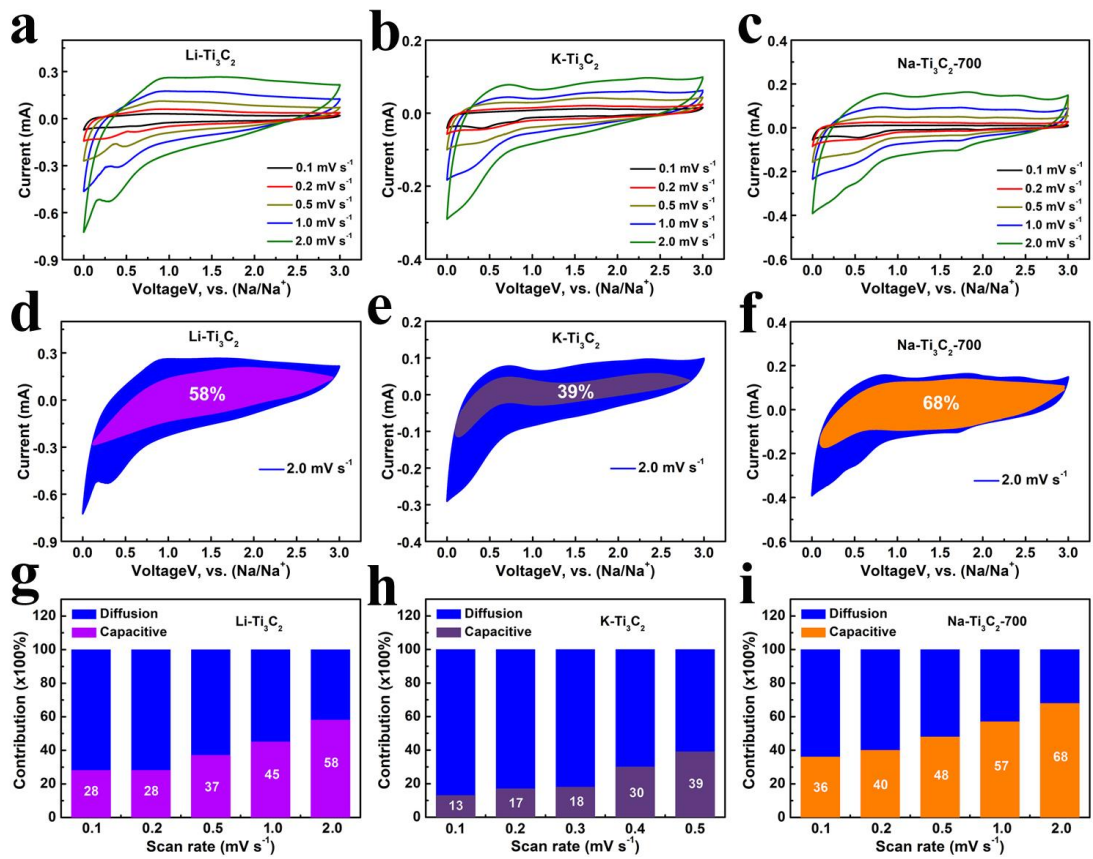 a
Li-Ti₃C₂
Current (mA)
0.3
0.0
-0.3
-0.6
-0.9
0.1 mV s⁻¹
0.2 mV s⁻¹
0.5 mV s⁻¹
1.0 mV s⁻¹
2.0 mV s⁻¹
0.0 0.5 1.0 1.5 2.0 2.5 3.0
VoltageV, vs. (Na/Na⁺)
b
K-Ti₃C₂
Current (mA)
0.2
0.0
-0.2
-0.4
0.1 mV s⁻¹
0.2 mV s⁻¹
0.5 mV s⁻¹
1.0 mV s⁻¹
2.0 mV s⁻¹
0.0 0.5 1.0 1.5 2.0 2.5 3.0
VoltageV, vs. (Na/Na⁺)
c
Na-Ti₃C₂-700
Current (mA)
0.4
0.2
0.0
-0.2
-0.4
-0.6
0.1 mV s⁻¹
0.2 mV s⁻¹
0.5 mV s⁻¹
1.0 mV s⁻¹
2.0 mV s⁻¹
0.0 0.5 1.0 1.5 2.0 2.5 3.0
VoltageV, vs. (Na/Na⁺)
d
Li-Ti₃C₂
Current (mA)
0.3
0.0
-0.3
-0.6
-0.9
58%
2.0 mV s⁻¹
0.0 0.5 1.0 1.5 2.0 2.5 3.0
VoltageV, vs. (Na/Na⁺)
e
K-Ti₃C₂
Current (mA)
0.2
0.1
0.0
-0.1
-0.2
-0.3
-0.4
39%
2.0 mV s⁻¹
0.0 0.5 1.0 1.5 2.0 2.5 3.0
VoltageV, vs. (Na/Na⁺)
f
Na-Ti₃C₂-700
Current (mA)
0.4
0.2
0.0
-0.2
-0.4
-0.6
68%
2.0 mV s⁻¹
0.0 0.5 1.0 1.5 2.0 2.5 3.0
VoltageV, vs. (Na/Na⁺)
g
Diffusion
Capacitive
Li-Ti₃C₂
Contribution (x100%)
120
100
80
60
40
20
0
28 28 37 45 58
0.1 0.2 0.5 1.0 2.0
Scan rate (mV s⁻¹)
h
Diffusion
Capacitive
K-Ti₃C₂
Contribution (x100%)
120
100
80
60
40
20
0
13 17 18 30 39
0.1 0.2 0.3 0.4 0.5
Scan rate (mV s⁻¹)
i
Diffusion
Capacitive
Na-Ti₃C₂-700
Contribution (x100%)
120
100
80
60
40
20
0
36 40 48 57 68
0.1 0.2 0.5 1.0 2.0
Scan rate (mV s⁻¹)